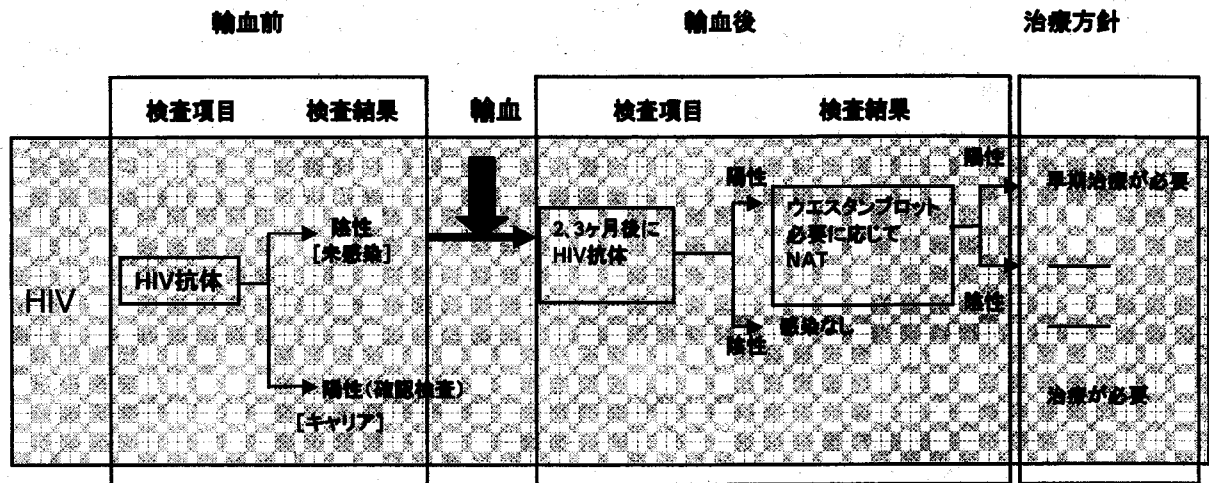 輸血前
輸血後
治療方針
検査項目
検査結果
輸血
検査項目
検査結果
HIV
HIV抗体
陰性
[未感染]
陽性(確認検査)
[キャリア]
2、3ヶ月後に
HIV抗体
陽性
ウエスタンブロット
必要に応じて
NAT
陰性
感染なし
陽性
早期治療が必要
陰性
治療が必要